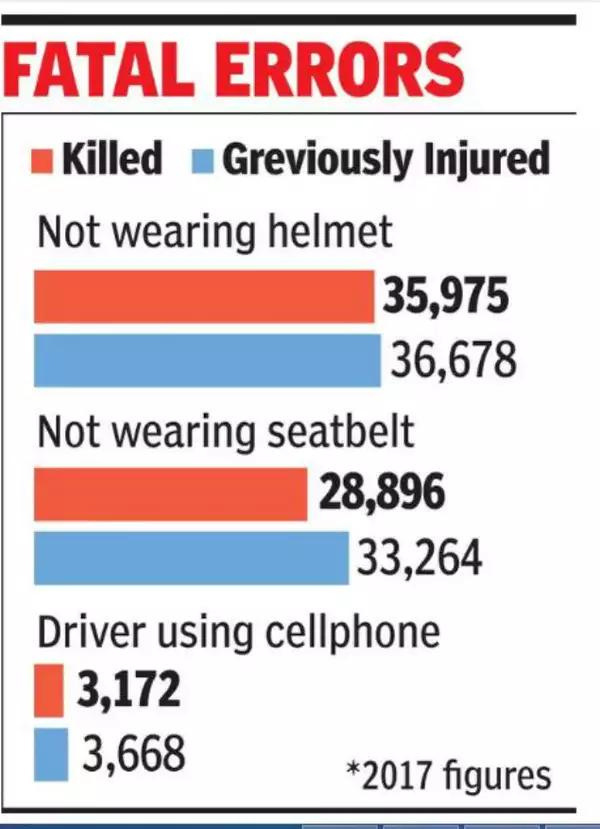 FATAL ERRORS
Killed Greviously Injured
Not wearing helmet
35,975
36,678
Not wearing seatbelt
28,896
33,264
Driver using cellphone
3,172
3,668
*2017 figures